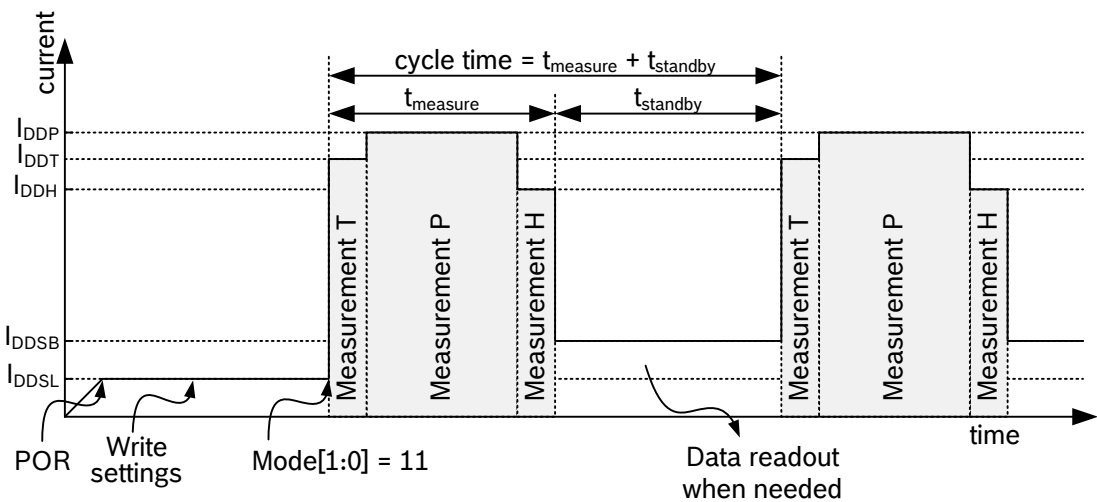 current
cycle time = tmeasure + tstandby
tmeasure
tstandby
IDDP
IDDT
IDDH
IDDSB
IDDSL
Measurement T
Measurement P
Measurement H
Measurement T
Measurement P
Measurement H
time
POR
Write
settings
Mode[1:0] = 11
Data readout
when needed